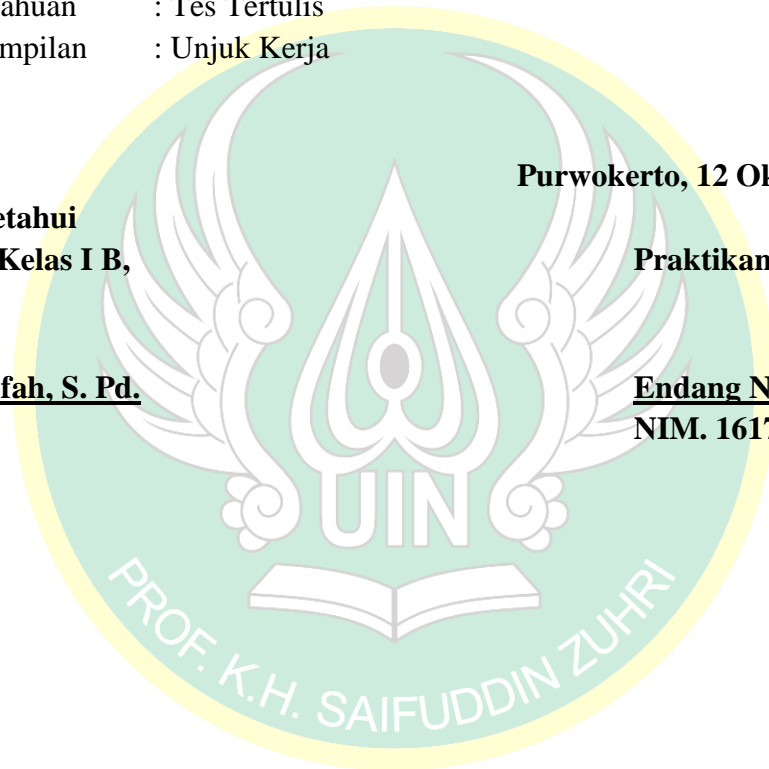 ahuan : Tes Tertulis
mpilan : Unjuk Kerja
Purwokerto, 12 Ok
etahui
Kelas I B,
Praktikan
fah, S. Pd.
Endang N
NIM. 1617
UIN
PROF. K.H. SAIFUDDIN ZUHRI